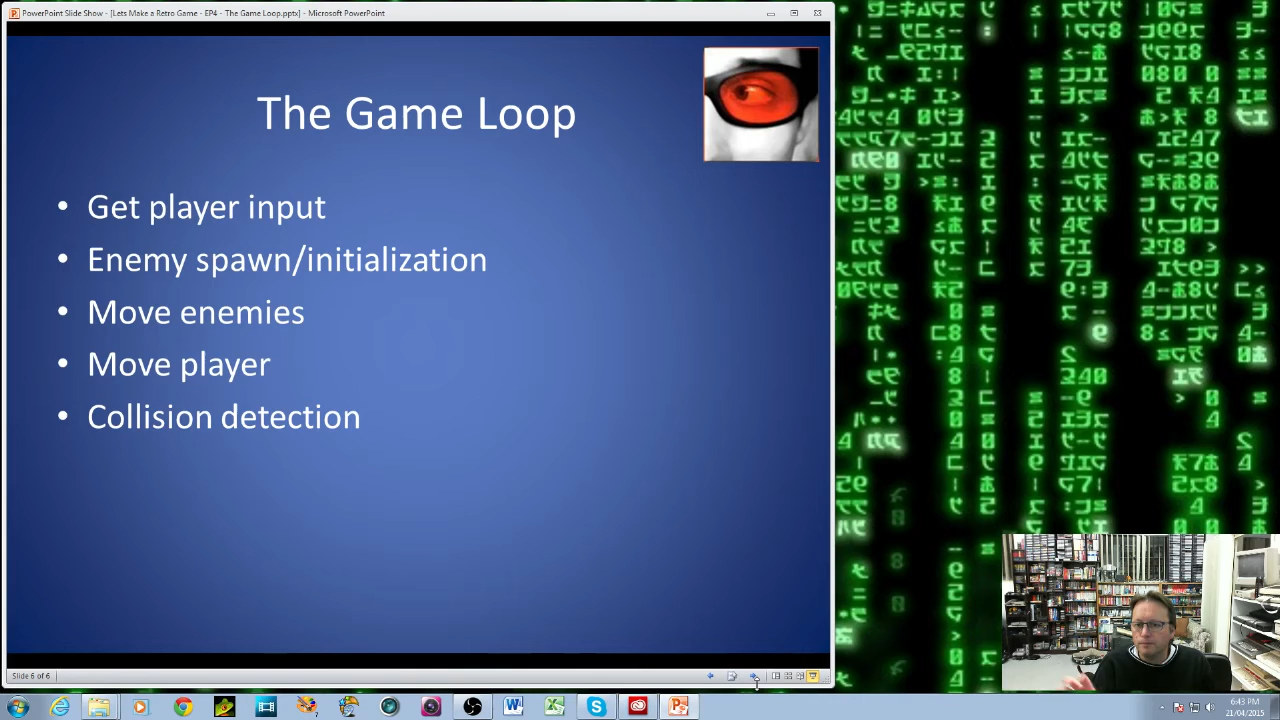 PowerPoint Slide Show - [Lets Make a Retro Game - EP4 - The Game Loop.pptx] - Microsoft PowerPoint
The Game Loop
• Get player input
• Enemy spawn/initialization
• Move enemies
• Move player
• Collision detection
Slide 6 of 6
6:43 PM
21/04/2015